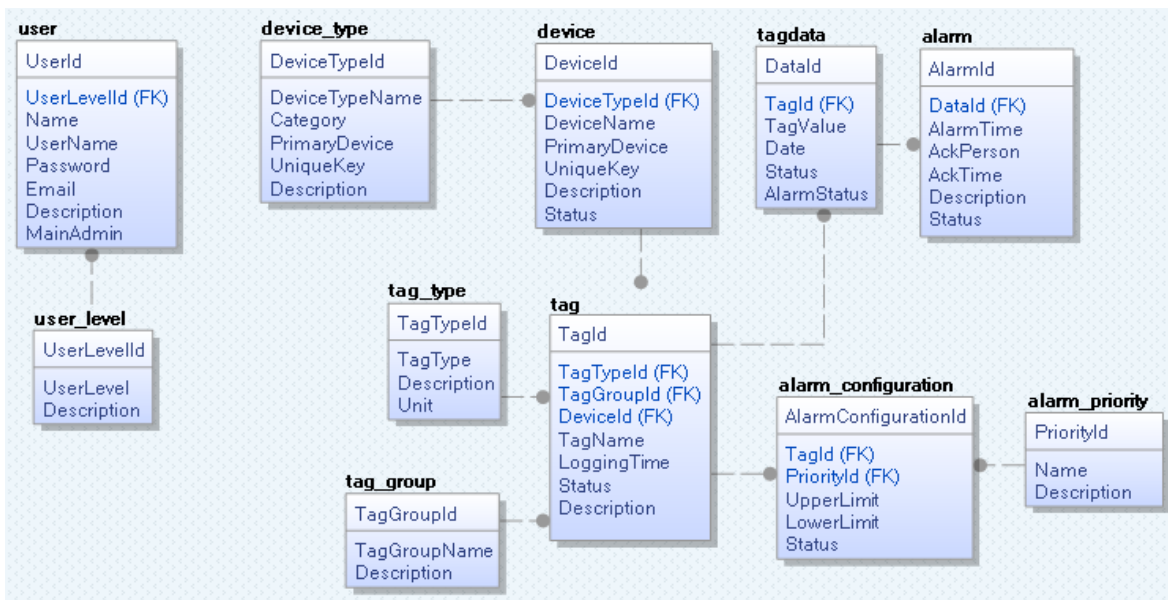 user
UserId
UserLevelId (FK)
Name
UserName
Password
Email
Description
MainAdmin
user_level
UserLevelId
UserLevel
Description
device_type
DeviceTypeId
DeviceTypeName
Category
PrimaryDevice
UniqueKey
Description
device
DeviceId
DeviceTypeId (FK)
DeviceName
PrimaryDevice
UniqueKey
Description
Status
tagdata
DataId
TagId (FK)
TagValue
Date
Status
AlarmStatus
alarm
AlarmId
DataId (FK)
AlarmTime
AckPerson
AckTime
Description
Status
tag_type
TagTypeId
TagType
Description
Unit
tag_group
TagGroupId
TagGroupName
Description
tag
TagId
TagTypeId (FK)
TagGroupId (FK)
DeviceId (FK)
TagName
LoggingTime
Status
Description
alarm_configuration
AlarmConfigurationId
TagId (FK)
PriorityId (FK)
UpperLimit
LowerLimit
Status
alarm_priority
PriorityId
Name
Description